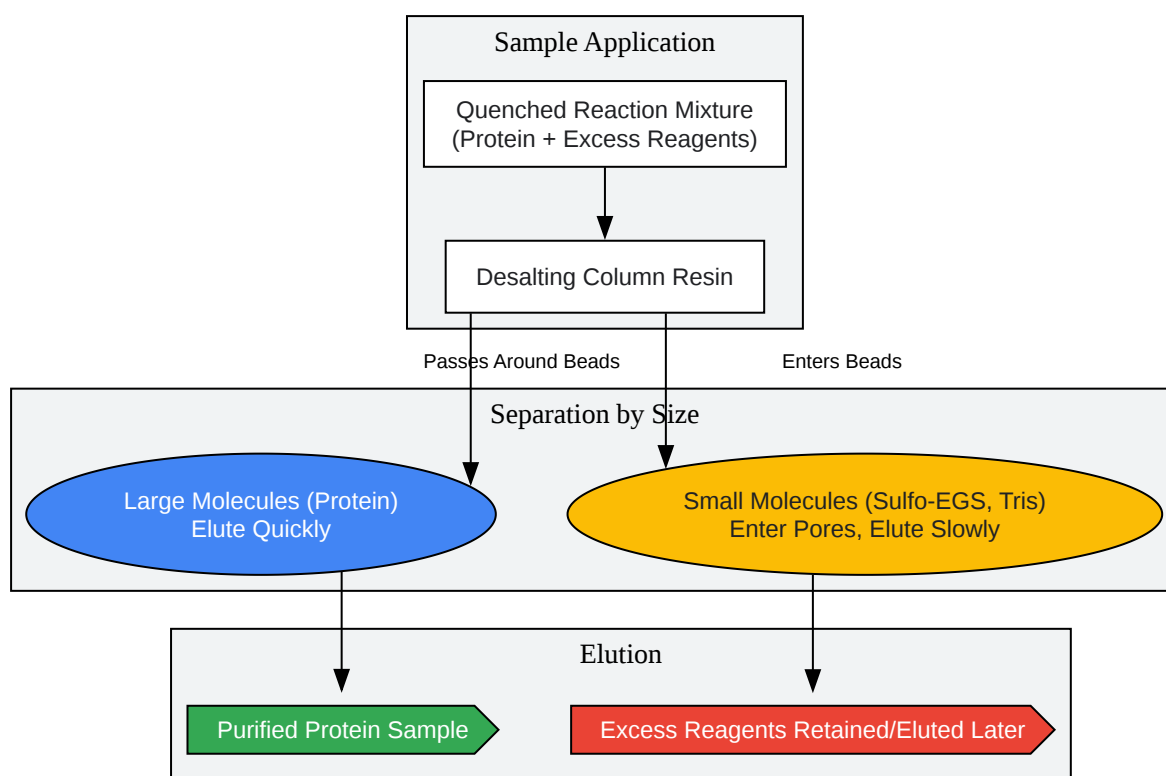 Sample Application
Quenched Reaction Mixture
(Protein + Excess Reagents)
Desalting Column Resin
Passes Around Beads
Enters Beads
Separation by Size
Large Molecules (Protein)
Elute Quickly
Small Molecules (Sulfo-EGS, Tris)
Enter Pores, Elute Slowly
Elution
Purified Protein Sample
Excess Reagents Retained/Eluted Later